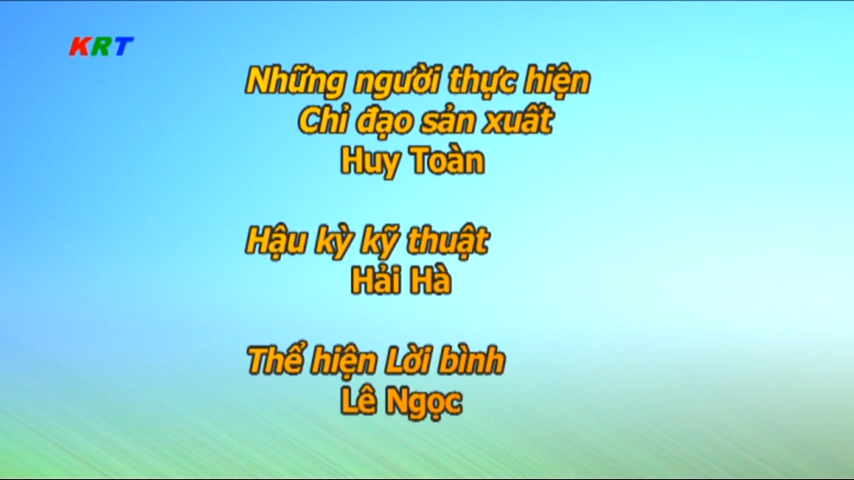 KRT
Những người thực hiện
Chỉ đạo sản xuất
Huy Toàn
Hậu kỳ kỹ thuật
Hải Hà
Thể hiện Lời bình
Lê Ngọc